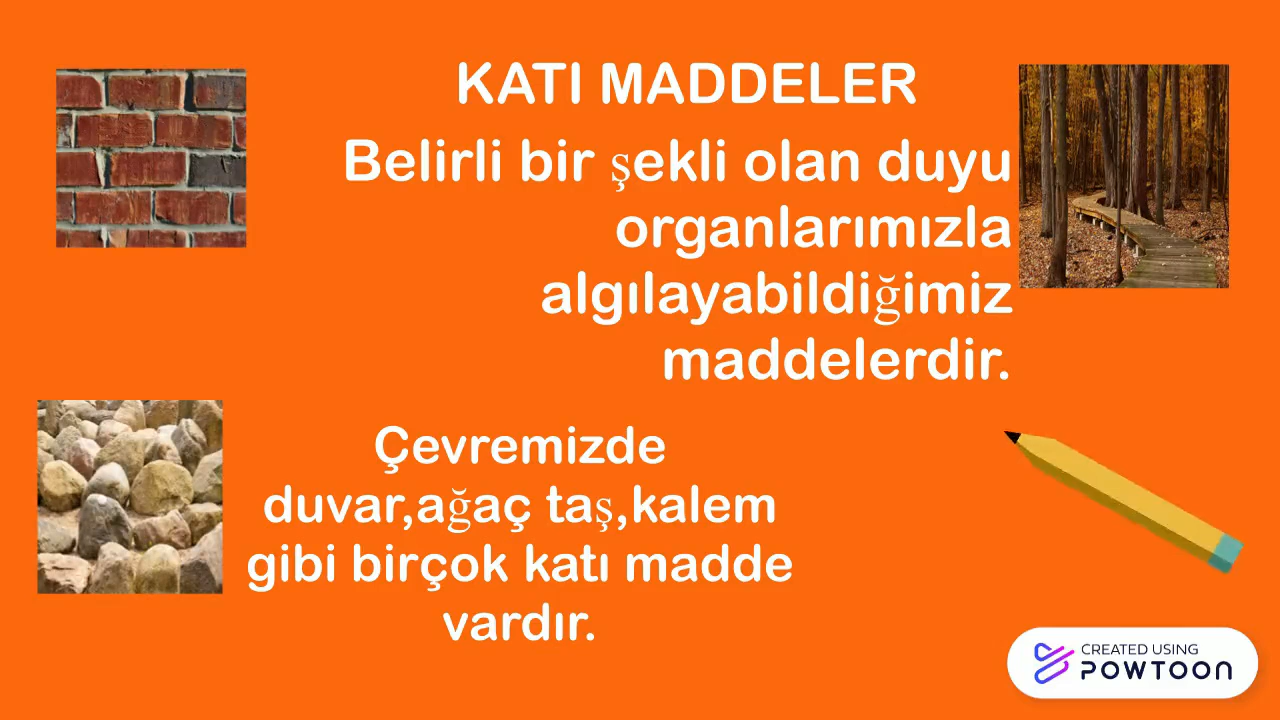 KATI MADDELER
Belirli bir şekli olan duyu
organlarımızla
algılayabildiğimiz
maddelerdir.
Çevremizde
duvar,ağaç taş,kalem
gibi birçok katı madde
vardır.
CREATED USING
POWTOON